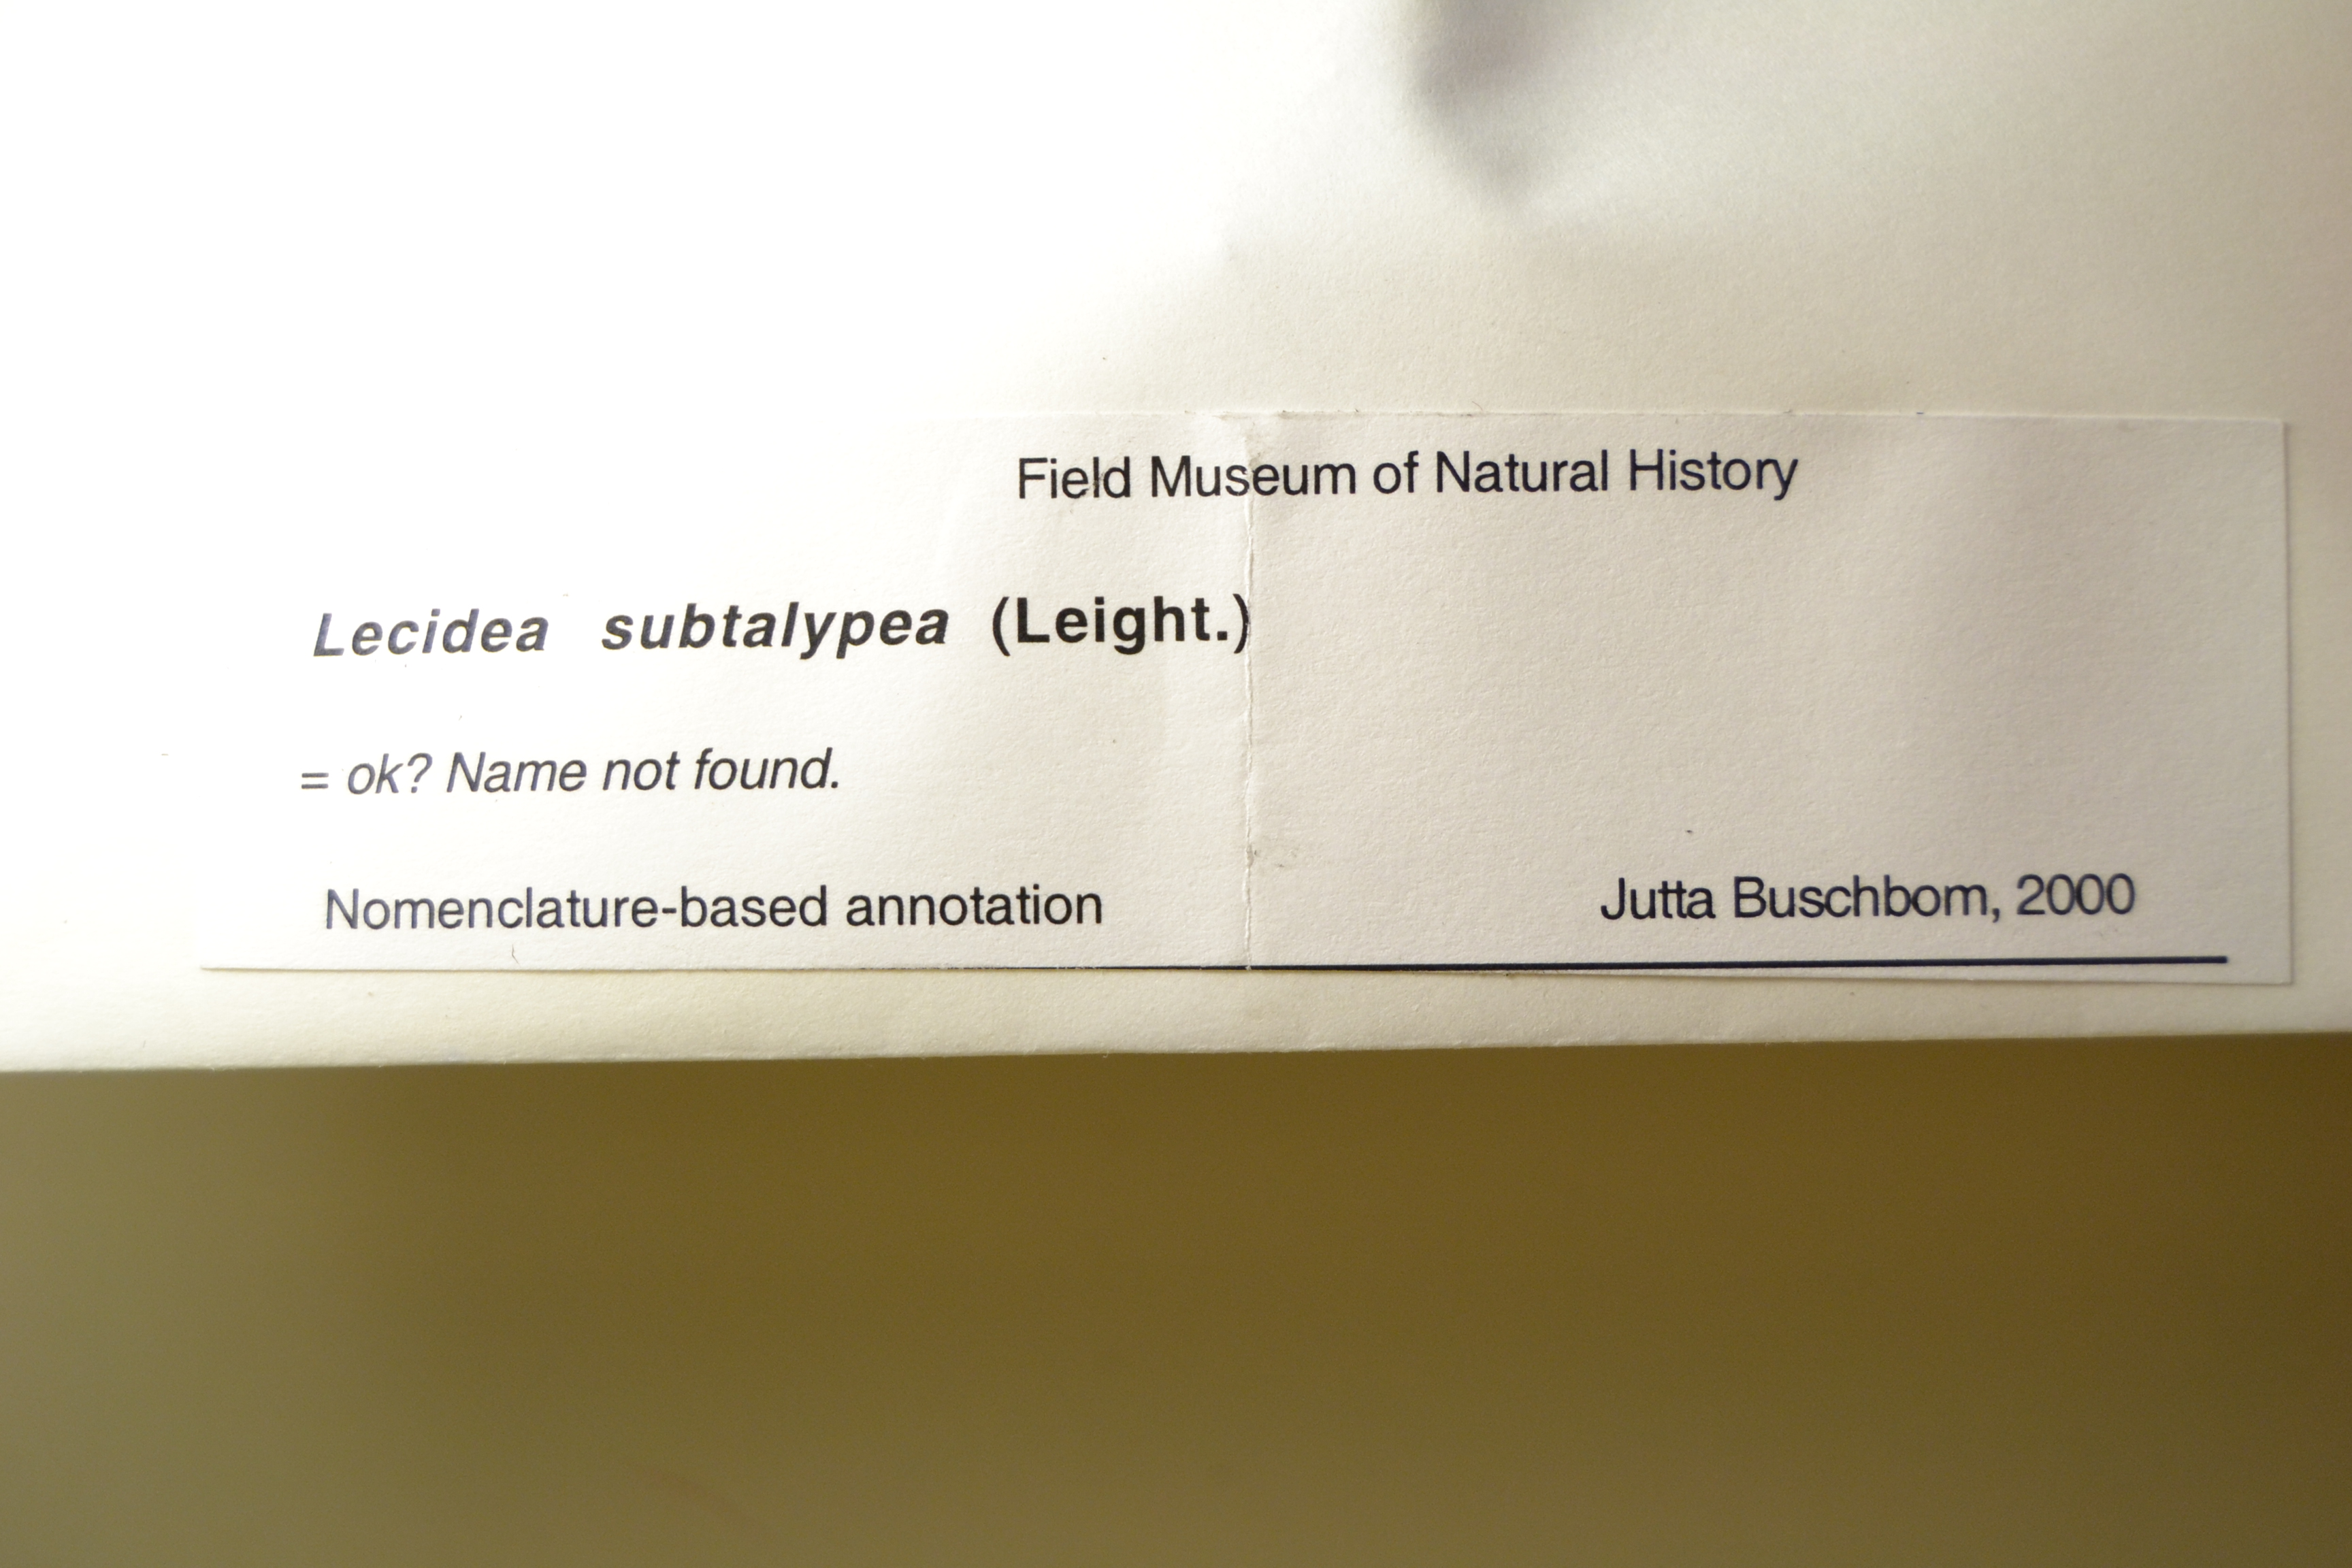 Field Museum of Natural History
Lecidea subtalypea (Leight.)
= ok? Name not found.
Nomenclature-based annotation
Jutta Buschbom, 2000